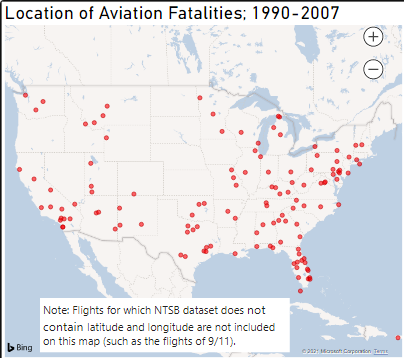 Location of Aviation Fatalities; 1990-2007
+
−
Note: Flights for which NTSB dataset does not
contain latitude and longitude are not included
on this map (such as the flights of 9/11).
Bing
© 2021 Microsoft Corporation Terms